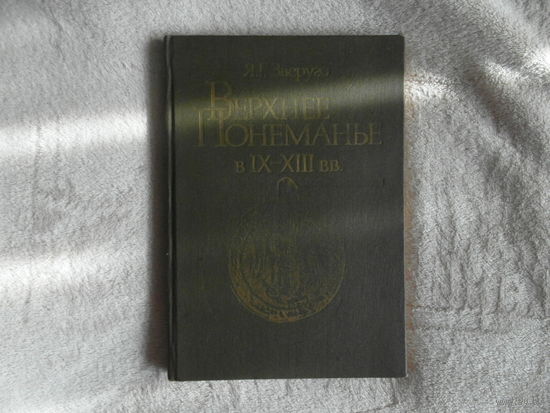 Я.Г. Зверуго
Верхнее
Понеманье
в IX–XIII вв.